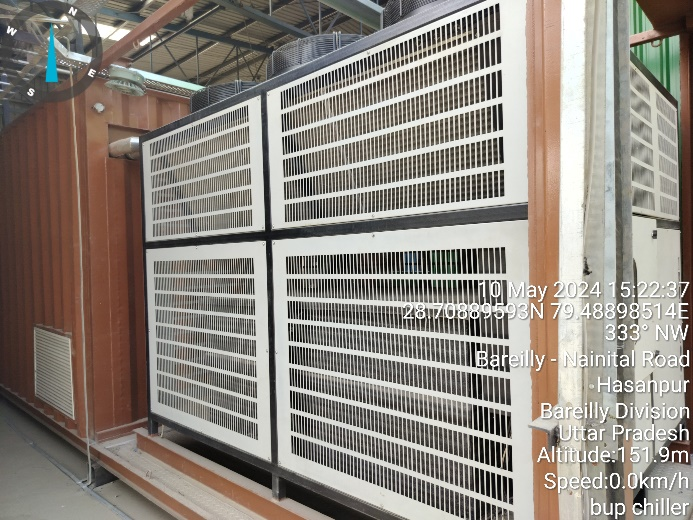 N
W
E
S
10 May 2024 15:22:37
28.70889593N 79.48898514E
333° NW
Bareilly - Nainital Road
Hasanpur
Bareilly Division
Uttar Pradesh
Altitude:151.9m
Speed:0.0km/h
bup chiller